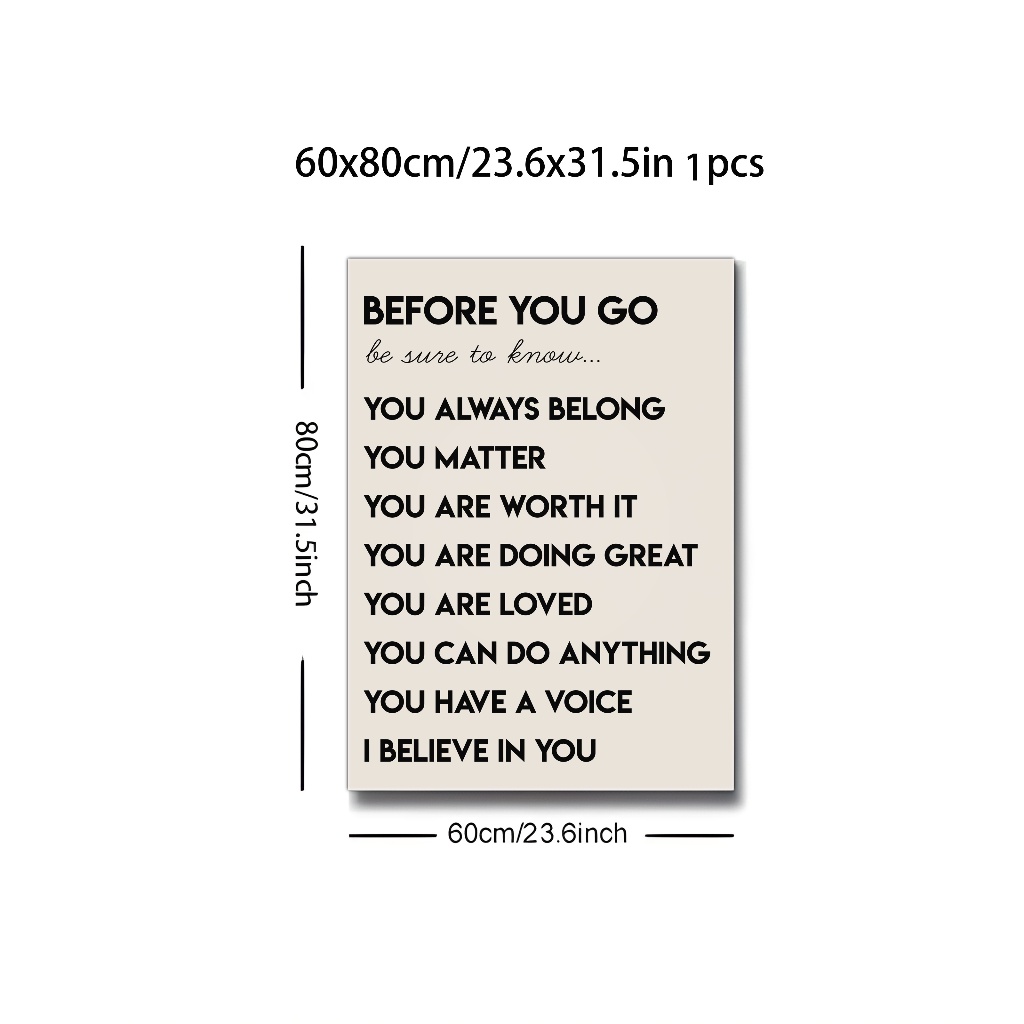 60x80cm/23.6x31.5in 1pcs
80cm/31.5inch
BEFORE YOU GO
be sure to know...
YOU ALWAYS BELONG
YOU MATTER
YOU ARE WORTH IT
YOU ARE DOING GREAT
YOU ARE LOVED
YOU CAN DO ANYTHING
YOU HAVE A VOICE
I BELIEVE IN YOU
60cm/23.6inch